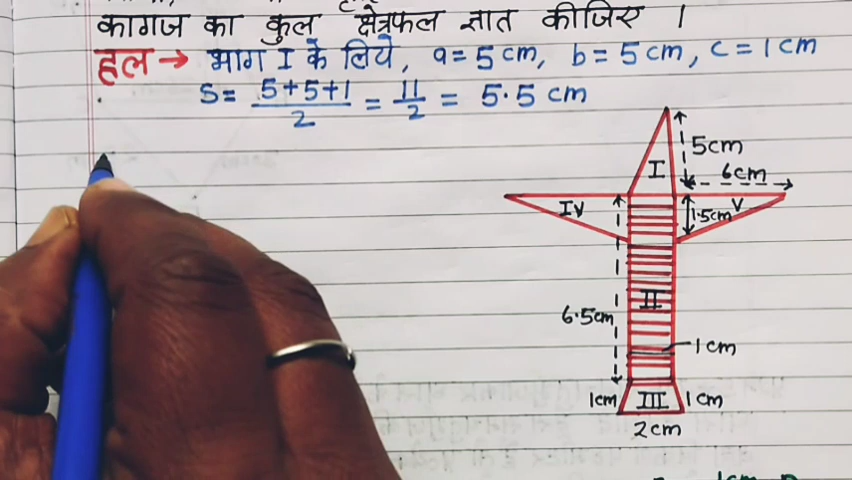 कागज का कुल क्षेत्रफल ज्ञात कीजिए ।
हल → भाग I के लिये, a = 5 cm, b = 5 cm, c = 1 cm
S = 5+5+1/2 = 11/2 = 5.5 cm
I
5cm
6cm
IV
1.5cm
V
6.5cm
II
1cm
1cm
III
1cm
2cm